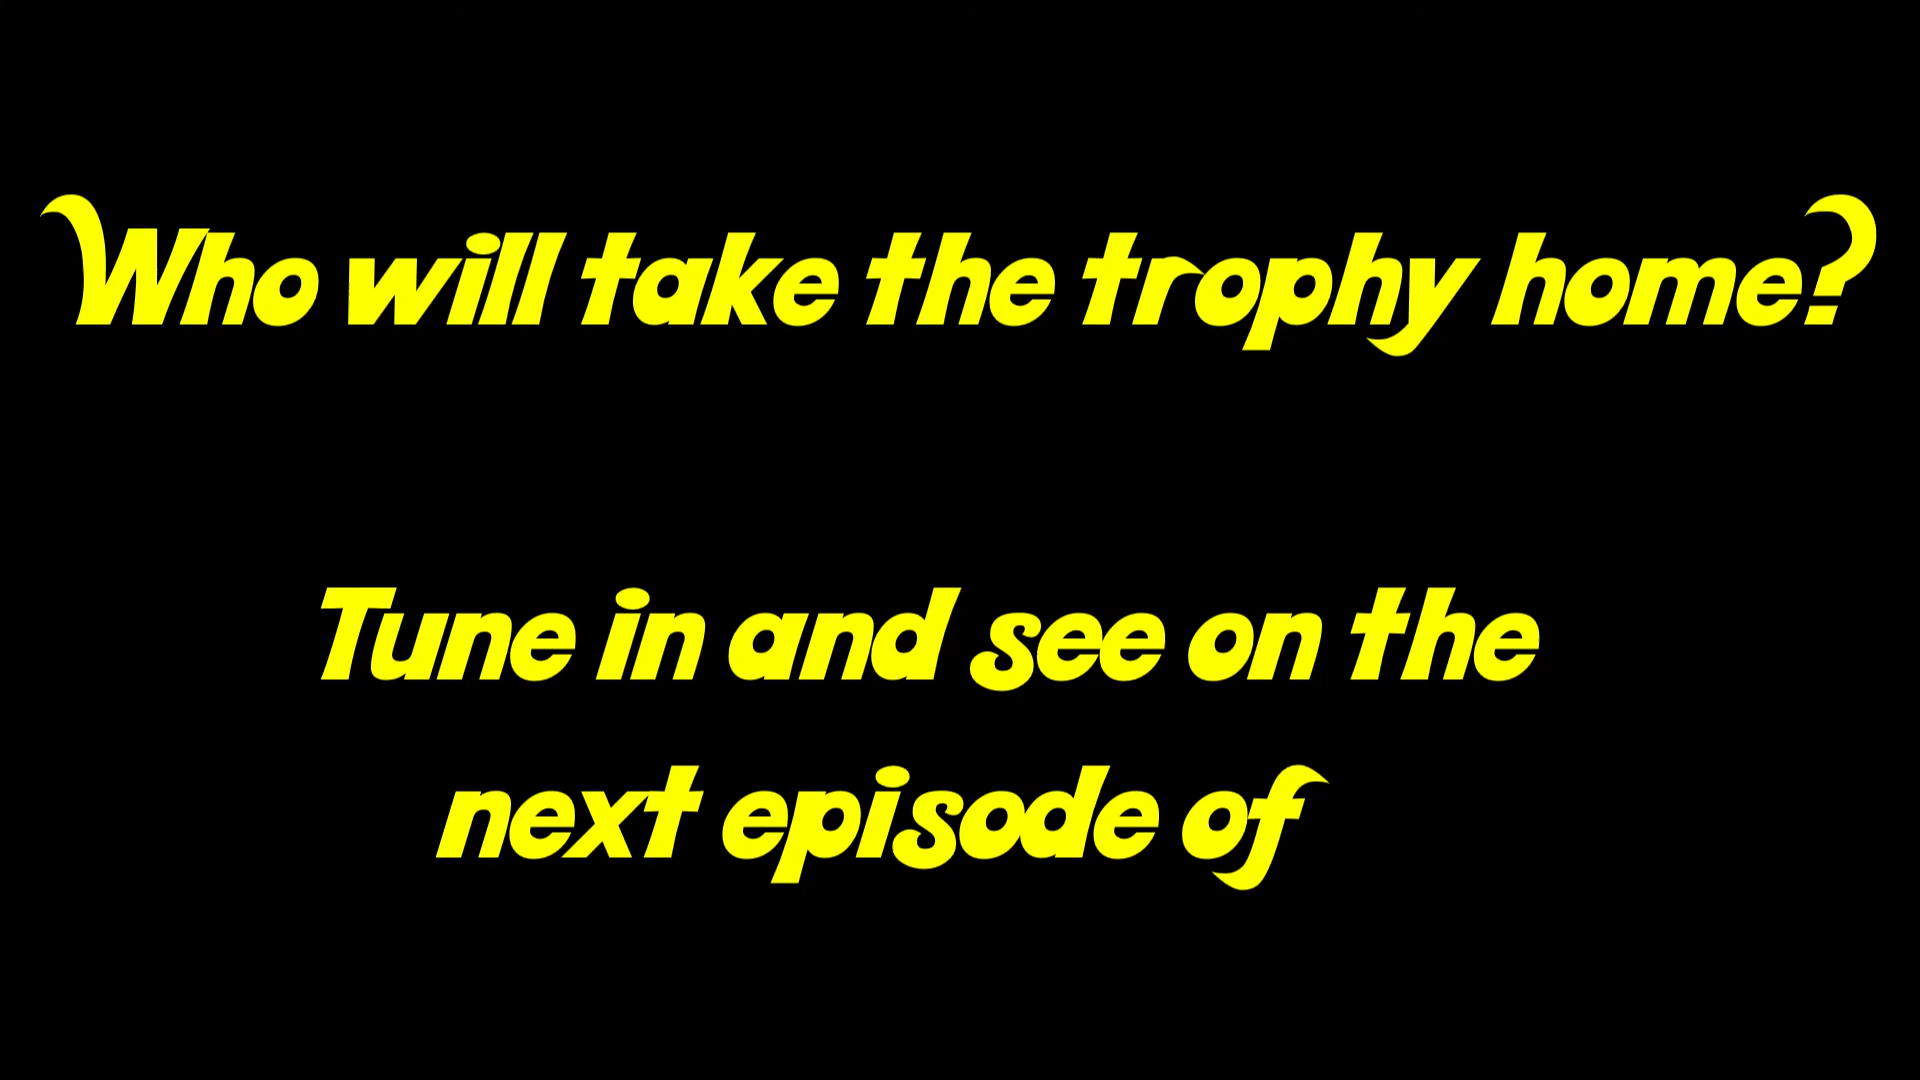 Who will take the trophy home?
Tune in and see on the
next episode of